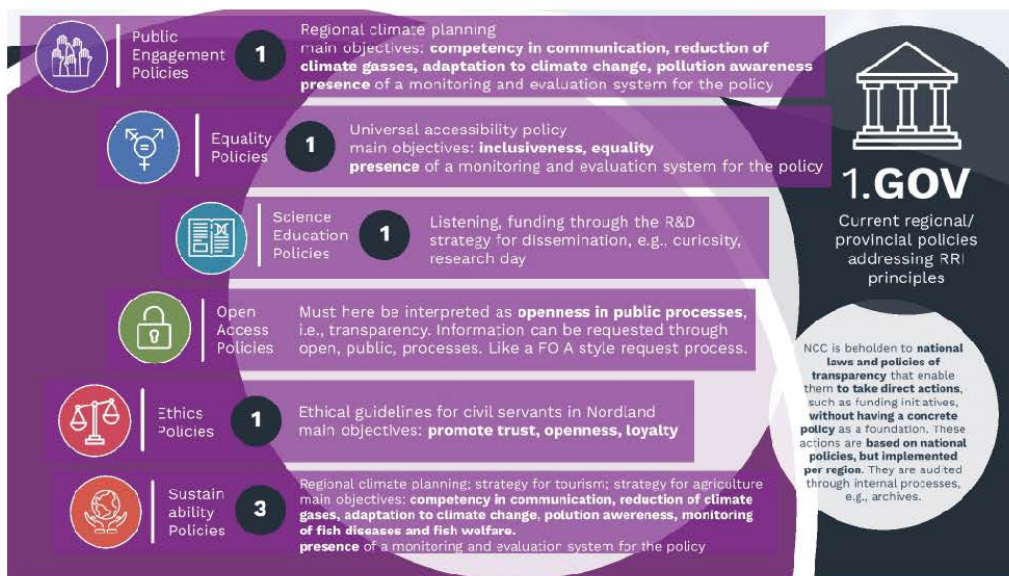 Public
Engagement
Policies
1
Regional climate planning
main objectives: competency in communication, reduction of
climate gasses, adaptation to climate change, pollution awareness
presence of a monitoring and evaluation system for the policy
Equality
Policies
1
Universal accessibility policy
main objectives: inclusiveness, equality
presence of a monitoring and evaluation system for the policy
Science
Education
Policies
1
Listening, funding through the R&D
strategy for dissemination, e.g., curiosity,
research day
Open
Access
Policies
Must here be interpreted as openness in public processes,
i.e., transparency. Information can be requested through
open, public, processes. Like a FO A style request process.
Ethics
Policies
1
Ethical guidelines for civil servants in Nordland
main objectives: promote trust, openness, loyalty
Sustain
ability
Policies
3
Regional climate planning; strategy for tourism; strategy for agriculture
main objectives: competency in communication, reduction of climate
gases, adaptation to climate change, polution awereness, monitoring
of fish diseases and fish welfare.
presence of a monitoring and evaluation system for the policy
1.GOV
Current regional/
provincial policies
addressing RRI
principles
NCC is beholden to national
laws and policies of
transparency that enable
them to take direct actions,
such as funding initiatives,
without having a concrete
policy as a foundation. These
actions are based on national
policies, but implemented
per region. They are audited
through internal processes,
e.g., archives.